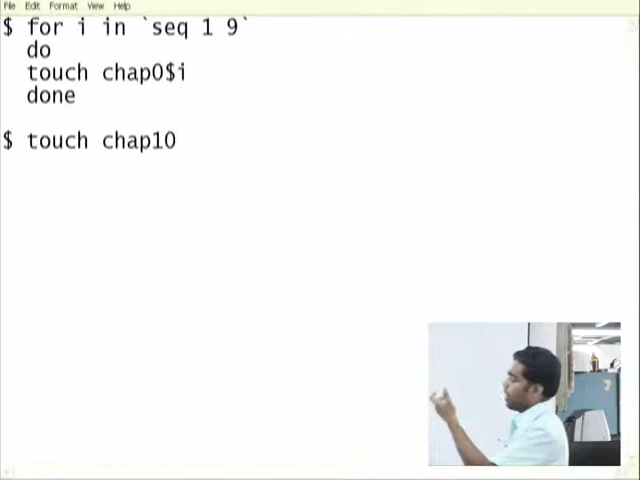 File Edit Format View Help
$ for i in `seq 1 9`
do
touch chap0$i
done
$ touch chap10